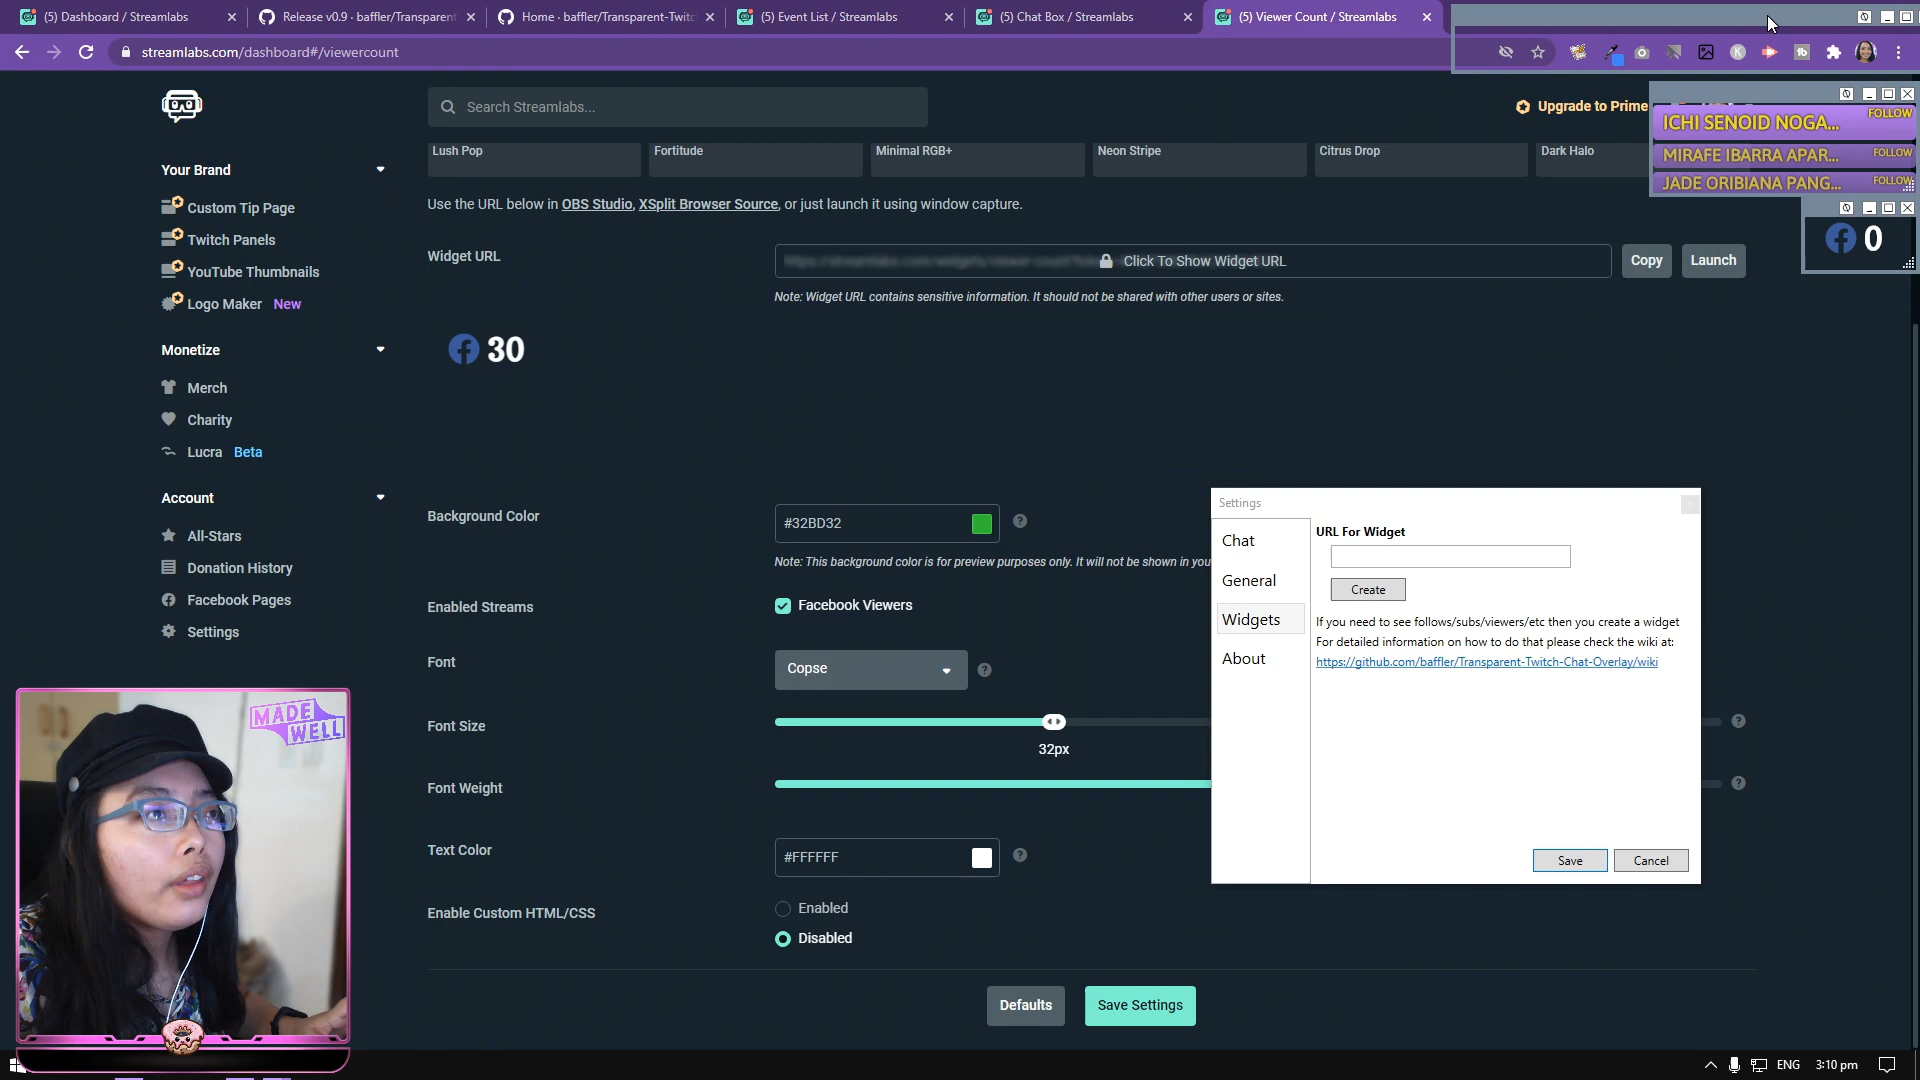 (5) Dashboard / Streamlabs
Release v0.9 · baffler/Transparent
Home · baffler/Transparent-Twitc
(5) Event List / Streamlabs
(5) Chat Box / Streamlabs
(5) Viewer Count / Streamlabs
streamlabs.com/dashboard#/viewercount
Search Streamlabs...
Upgrade to Prime
ICHI SENOID NOGA...
FOLLOW
MIRAFE IBARRA APAR...
FOLLOW
JADE ORIBIANA PANG...
FOLLOW
0
Your Brand
Custom Tip Page
Twitch Panels
YouTube Thumbnails
Logo Maker New
Monetize
Merch
Charity
Lucra Beta
Account
All-Stars
Donation History
Facebook Pages
Settings
Lush Pop
Fortitude
Minimal RGB+
Neon Stripe
Citrus Drop
Dark Halo
Use the URL below in OBS Studio, XSplit Browser Source, or just launch it using window capture.
Widget URL
Click To Show Widget URL
Copy
Launch
Note: Widget URL contains sensitive information. It should not be shared with other users or sites.
30
Background Color
#32BD32
Note: This background color is for preview purposes only. It will not be shown in you
Enabled Streams
Facebook Viewers
Font
Copse
Font Size
32px
Font Weight
Text Color
#FFFFFF
Enable Custom HTML/CSS
Enabled
Disabled
Defaults
Save Settings
Settings
Chat
General
Widgets
About
URL For Widget
Create
If you need to see follows/subs/viewers/etc then you create a widget
For detailed information on how to do that please check the wiki at:
https://github.com/baffler/Transparent-Twitch-Chat-Overlay/wiki
Save
Cancel
MADE
WELL
ENG
3:10 pm